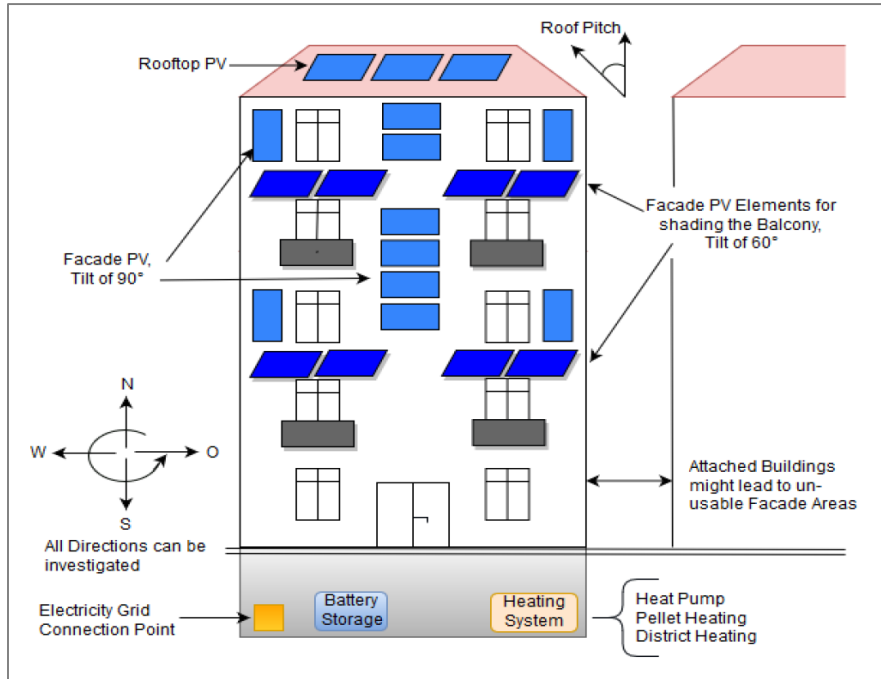 Roof Pitch
Rooftop PV
Facade PV Elements for
shading the Balcony,
Tilt of 60°
Facade PV,
Tilt of 90°
N
W
O
S
All Directions can be
investigated
Attached Buildings
might lead to un-
usable Facade Areas
Electricity Grid
Connection Point
Battery
Storage
Heating
System
Heat Pump
Pellet Heating
District Heating